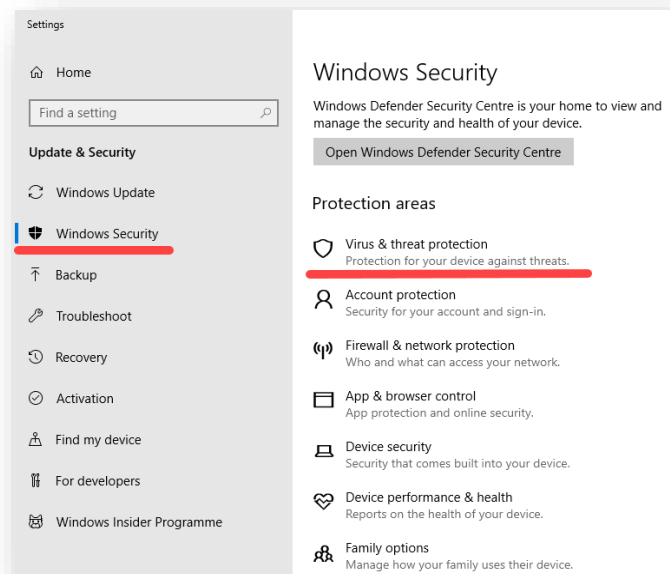 Settings
Home
Find a setting
Update & Security
Windows Update
Windows Security
Backup
Troubleshoot
Recovery
Activation
Find my device
For developers
Windows Insider Programme
Windows Security
Windows Defender Security Centre is your home to view and
manage the security and health of your device.
Open Windows Defender Security Centre
Protection areas
Virus & threat protection
Protection for your device against threats.
Account protection
Security for your account and sign-in.
Firewall & network protection
Who and what can access your network.
App & browser control
App protection and online security.
Device security
Security that comes built into your device.
Device performance & health
Reports on the health of your device.
Family options
Manage how your family uses their device.